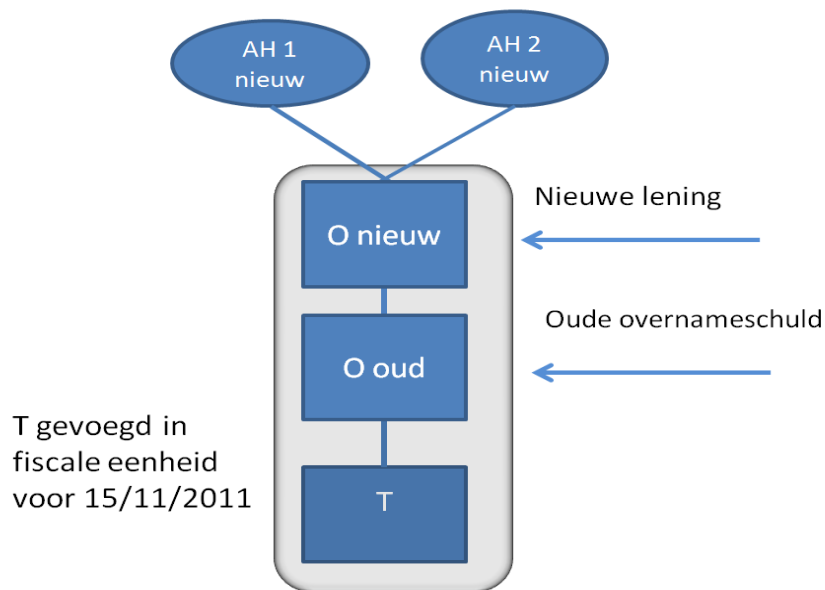 AH 1
nieuw
AH 2
nieuw
Nieuwe lening
O nieuw
Oude overnameschuld
O oud
T gevoegd in
fiscale eenheid
voor 15/11/2011
T